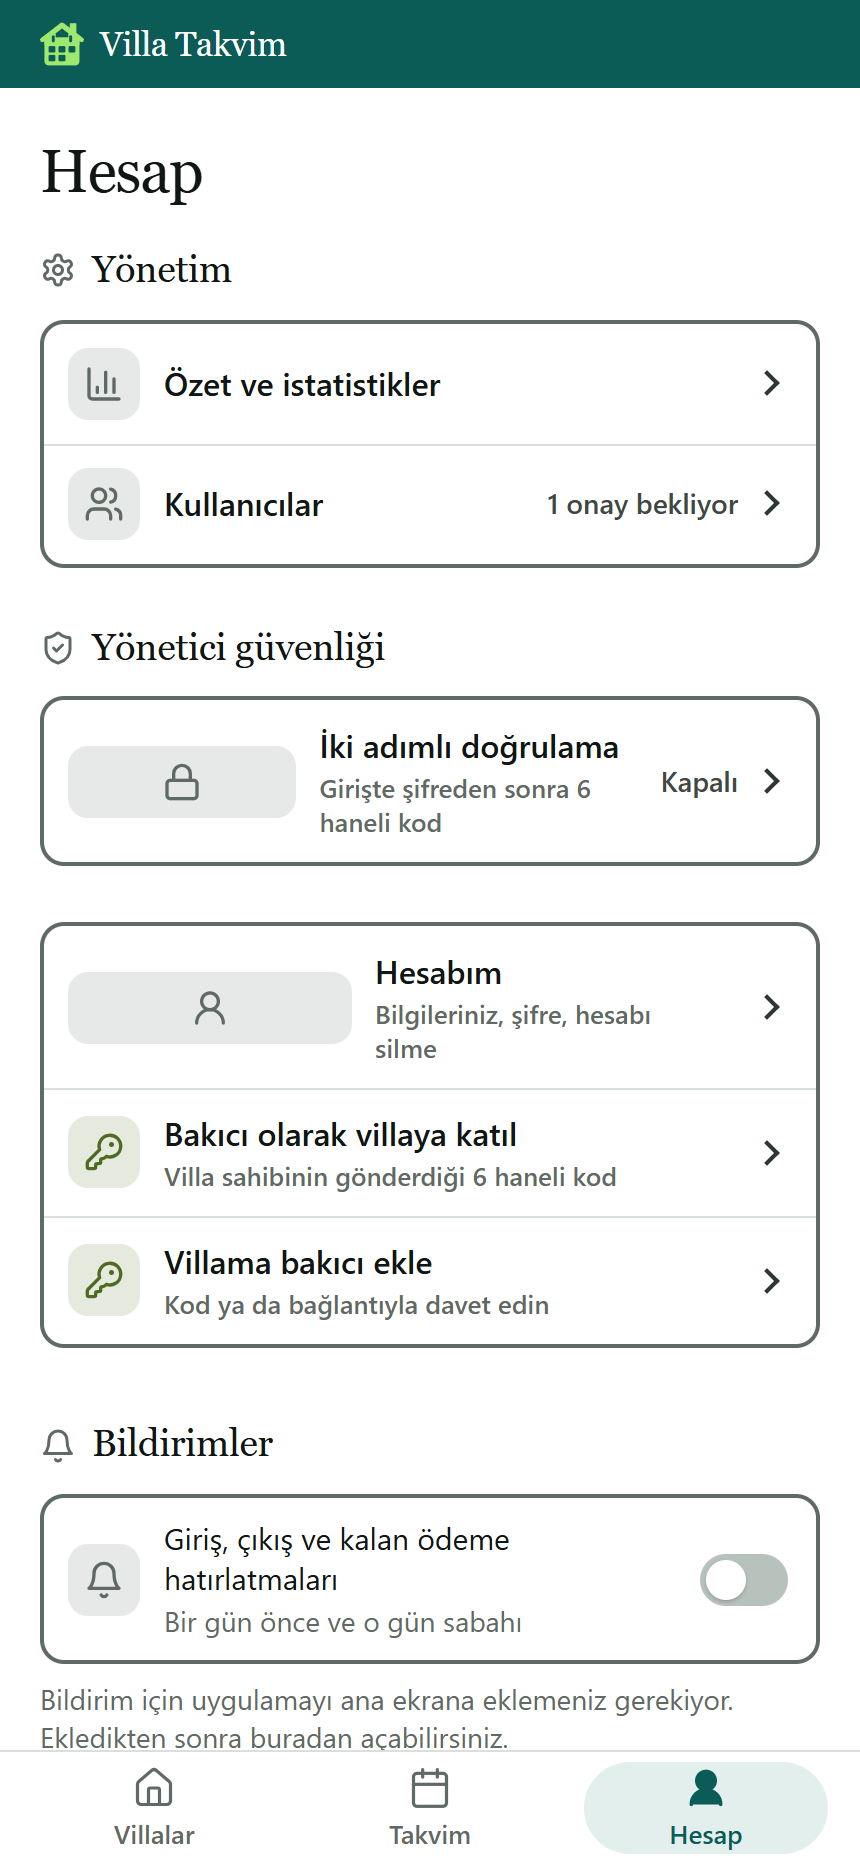 Villa Takvim
Hesap
Yönetim
Özet ve istatistikler
Kullanıcılar
1 onay bekliyor
Yönetici güvenliği
İki adımlı doğrulama
Girişte şifreden sonra 6
haneli kod
Kapalı
Hesabım
Bilgileriniz, şifre, hesabı
silme
Bakıcı olarak villaya katıl
Villa sahibinin gönderdiği 6 haneli kod
Villama bakıcı ekle
Kod ya da bağlantıyla davet edin
Bildirimler
Giriş, çıkış ve kalan ödeme
hatırlatmaları
Bir gün önce ve o gün sabahı
Bildirim için uygulamayı ana ekrana eklemeniz gerekiyor.
Ekledikten sonra buradan açabilirsiniz.
Villalar
Takvim
Hesap